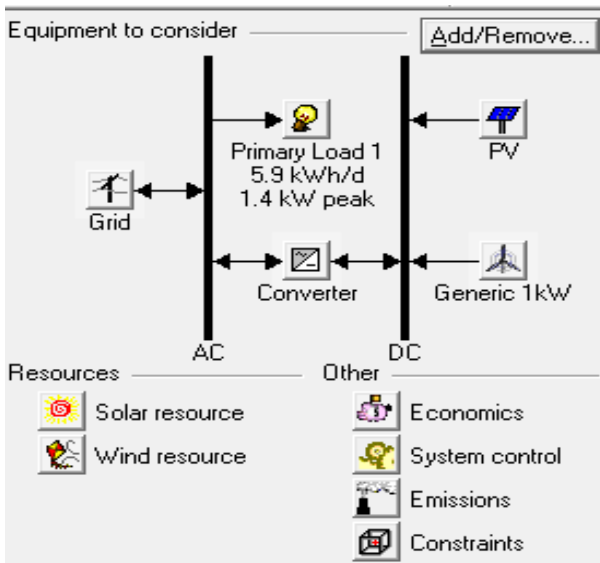 Equipment to consider
Add/Remove...
Primary Load 1
5.9 kWh/d
1.4 kW peak
PV
Grid
Converter
Generic 1kW
AC
DC
Resources
Other
Solar resource
Economics
Wind resource
System control
Emissions
Constraints